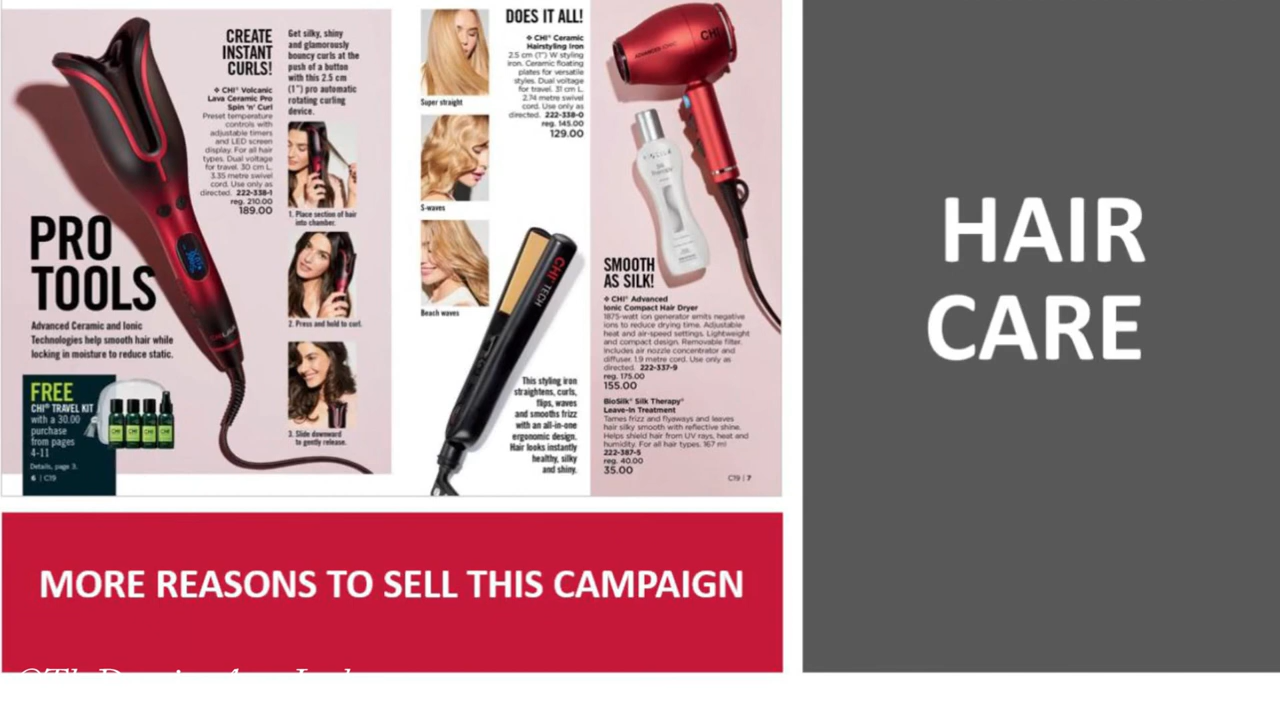 CREATE
INSTANT
CURLS!
❖ CHI® Volcanic
Lava Ceramic Pro
Spin 'n' Curl
Preset temperature
controls with
adjustable timers
and LED screen
display. For all hair
types. Dual voltage
for travel. 30 cm L.
3.35 metre swivel
cord. Use only as
directed. 222-338-1
reg. 210.00
189.00
Get silky, shiny
and glamorously
bouncy curls at the
push of a button
with this 2.5 cm
(1") pro automatic
rotating curling
device.
1. Place section of hair
into chamber.
2. Press and hold to curl.
3. Slide downward
to gently release.
PRO
TOOLS
Advanced Ceramic and Ionic
Technologies help smooth hair while
locking in moisture to reduce static.
FREE
CHI® TRAVEL KIT
with a 30.00
purchase
from pages
4-11
Details, page 3.
6 | C19
Super straight
S-waves
Beach waves
DOES IT ALL!
❖ CHI® Ceramic
Hairstyling Iron
2.5 cm (1") W styling
iron. Ceramic floating
plates for versatile
styles. Dual voltage
for travel. 31 cm L.
2.74 metre swivel
cord. Use only as
directed. 222-338-0
reg. 145.00
129.00
CHI TECH
This styling iron
straightens, curls,
flips, waves
and smooths frizz
with an all-in-one
ergonomic design.
Hair looks instantly
healthy, silky
and shiny.
CHI
SMOOTH
AS SILK!
❖ CHI® Advanced
Ionic Compact Hair Dryer
1875-watt ion generator emits negative
ions to reduce drying time. Adjustable
heat and air-speed settings. Lightweight
and compact design. Removable filter.
Includes air nozzle concentrator and
diffuser. 1.9 metre cord. Use only as
directed. 222-337-9
reg. 175.00
155.00
BioSilk® Silk Therapy®
Leave-In Treatment
Tames frizz and flyaways and leaves
hair silky smooth with reflective shine.
Helps shield hair from UV rays, heat and
humidity. For all hair types. 167 ml
222-387-5
reg. 40.00
35.00
C19 | 7
HAIR
CARE
MORE REASONS TO SELL THIS CAMPAIGN